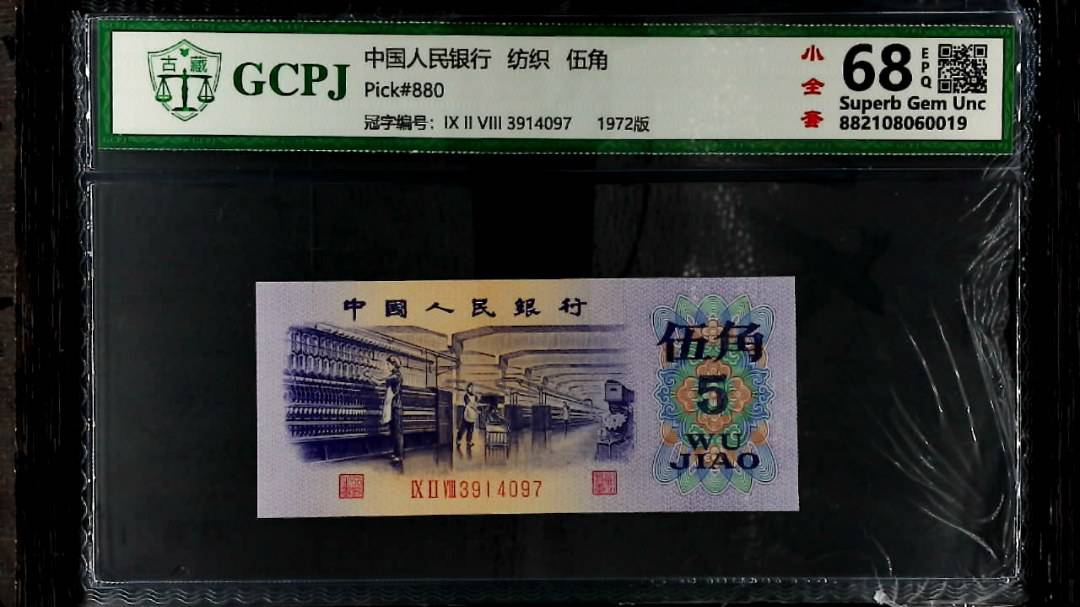 古 藏
GCPJ
中国人民银行 纺织 伍角
Pick#880
冠字编号: IX II VIII 3914097 1972版
小全套
68 EPQ
Superb Gem Unc
882108060019
中國人民銀行
伍角
5
WU
JIAO
IX II VIII 3914097